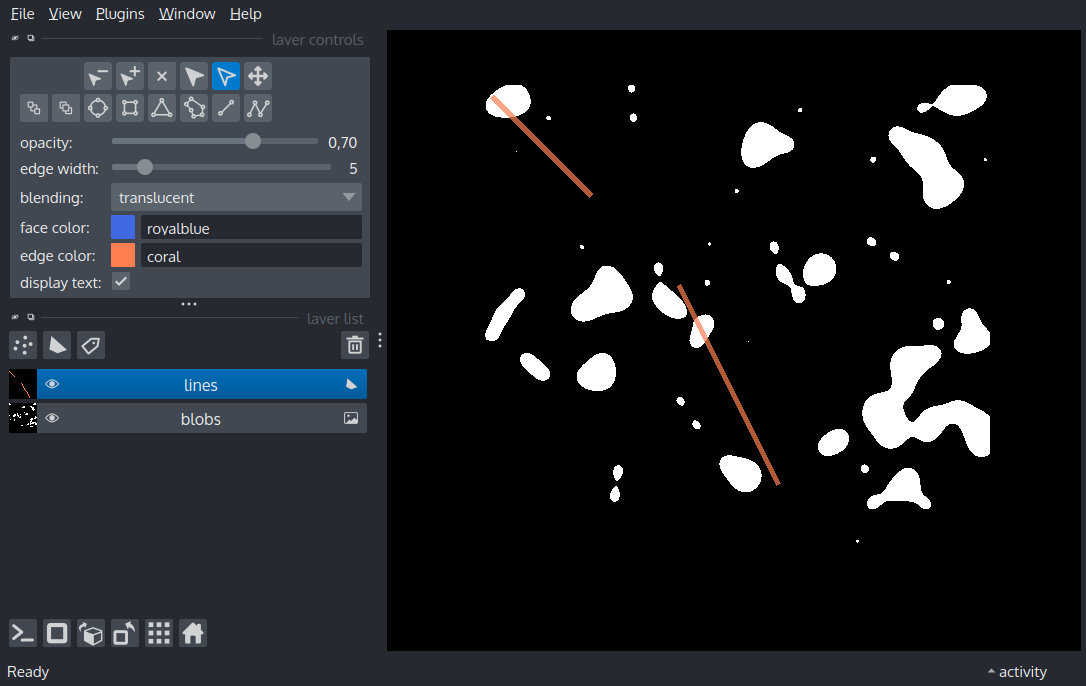 File View Plugins Window Help
layer controls
opacity: 0,70
edge width: 5
blending: translucent
face color: royalblue
edge color: coral
display text:
layer list
lines
blobs
Ready
activity